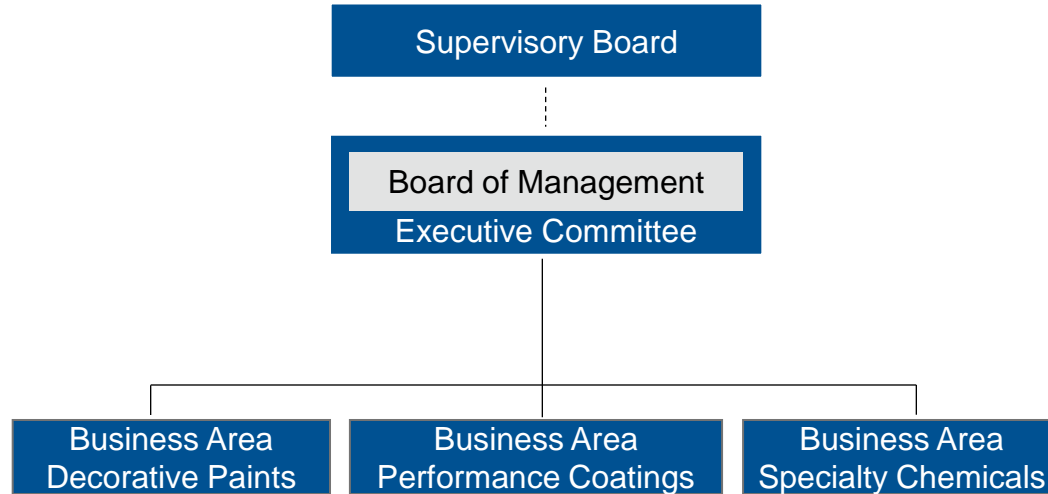 Supervisory Board
Board of Management
Executive Committee
Business Area
Decorative Paints
Business Area
Performance Coatings
Business Area
Specialty Chemicals